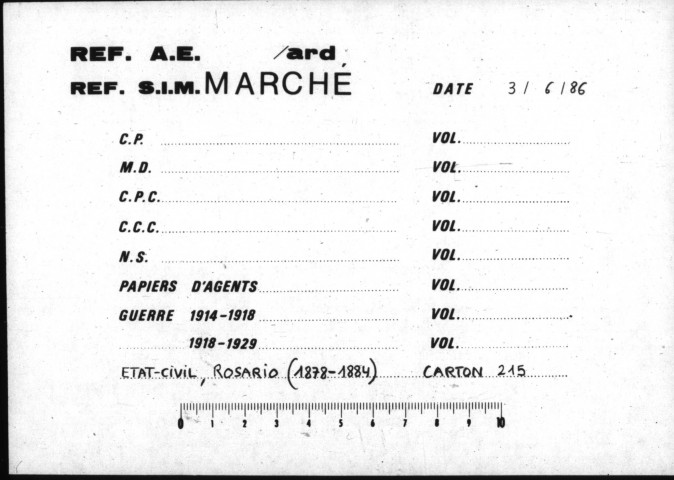 REF. A.E. /ard
REF. S.I.M. MARCHÉ DATE 3/6/86
C.P. VOL.
M.D. VOL.
C.P.C. VOL.
C.C.C. VOL.
N.S. VOL.
PAPIERS D'AGENTS VOL.
GUERRE 1914-1918 VOL.
1918-1929 VOL.
ETAT-CIVIL, ROSARIO (1878-1884) CARTON 215
0 1 2 3 4 5 6 7 8 9 10